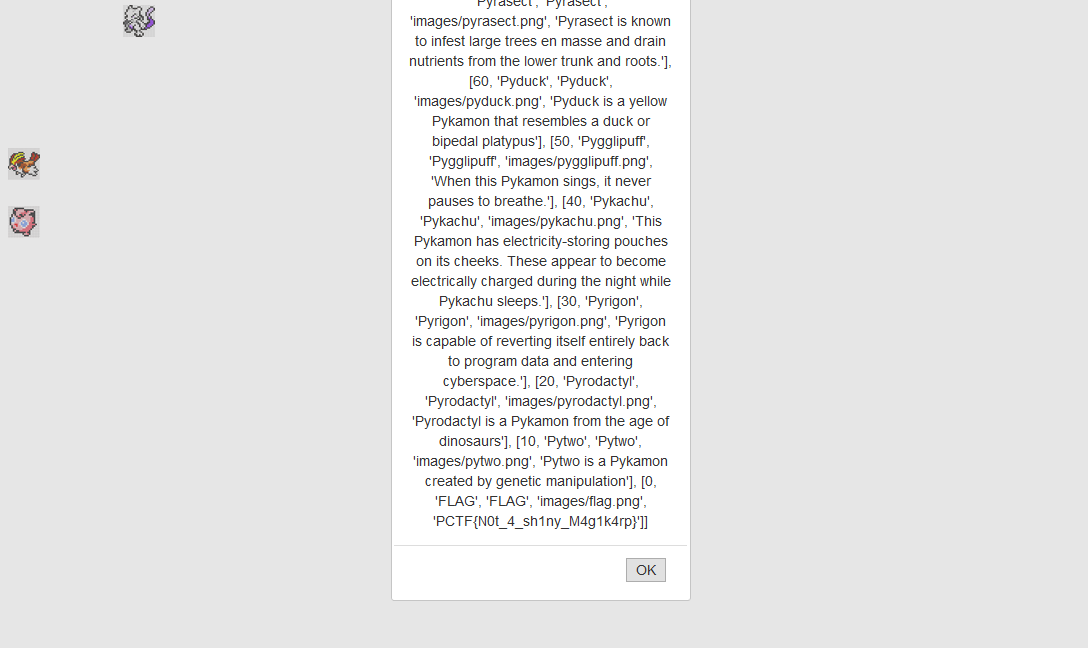 'Pyrasect', 'Pyrasect',
'images/pyrasect.png', 'Pyrasect is known
to infest large trees en masse and drain
nutrients from the lower trunk and roots.'],
[60, 'Pyduck', 'Pyduck',
'images/pyduck.png', 'Pyduck is a yellow
Pykamon that resembles a duck or
bipedal platypus'], [50, 'Pygglipuff',
'Pygglipuff', 'images/pygglipuff.png',
'When this Pykamon sings, it never
pauses to breathe.'], [40, 'Pykachu',
'Pykachu', 'images/pykachu.png', 'This
Pykamon has electricity-storing pouches
on its cheeks. These appear to become
electrically charged during the night while
Pykachu sleeps.'], [30, 'Pyrigon',
'Pyrigon', 'images/pyrigon.png', 'Pyrigon
is capable of reverting itself entirely back
to program data and entering
cyberspace.'], [20, 'Pyrodactyl',
'Pyrodactyl', 'images/pyrodactyl.png',
'Pyrodactyl is a Pykamon from the age of
dinosaurs'], [10, 'Pytwo', 'Pytwo',
'images/pytwo.png', 'Pytwo is a Pykamon
created by genetic manipulation'], [0,
'FLAG', 'FLAG', 'images/flag.png',
'PCTF{N0t_4_sh1ny_M4g1k4rp}']]
OK